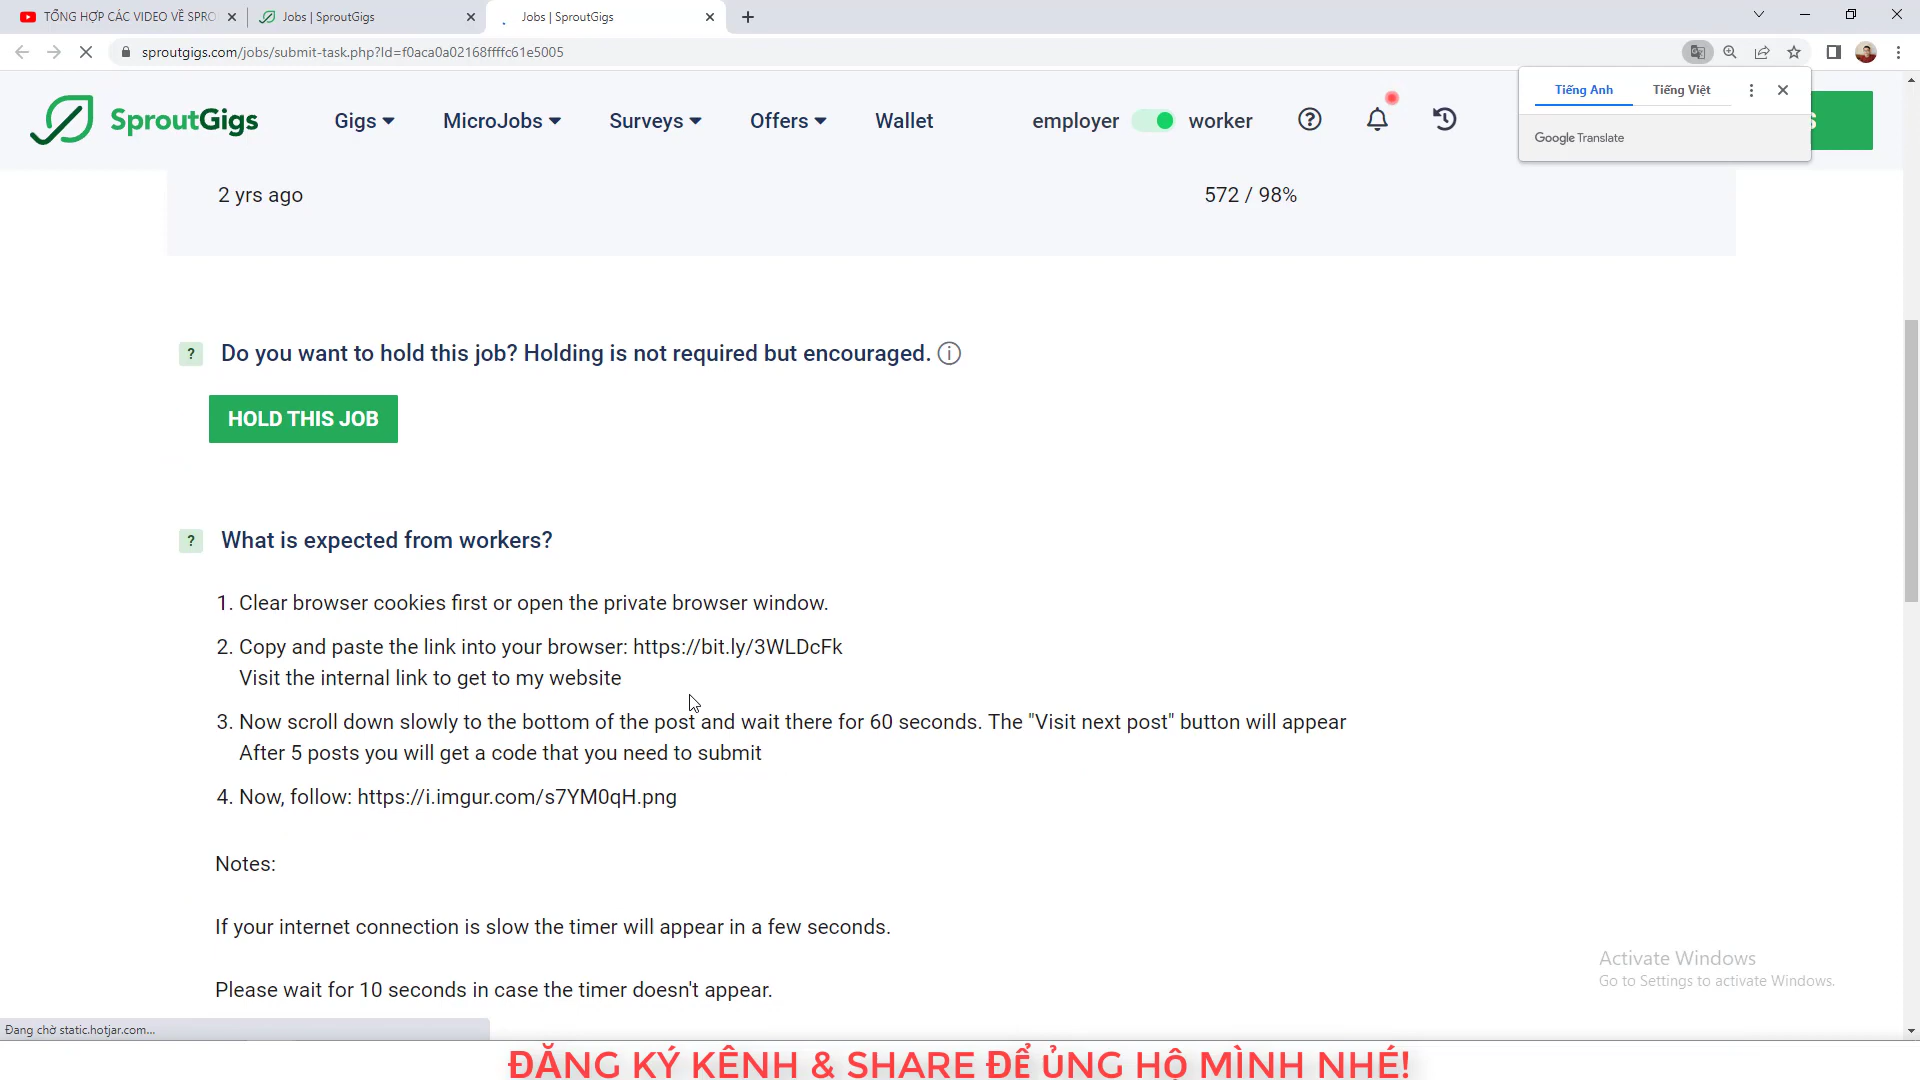 TỔNG HỢP CÁC VIDEO VỀ SPRO
Jobs | SproutGigs
Jobs | SproutGigs
sproutgigs.com/jobs/submit-task.php?Id=f0aca0a02168ffffc61e5005
Tiếng Anh
Tiếng Việt
Google Translate
SproutGigs
Gigs
MicroJobs
Surveys
Offers
Wallet
employer
worker
S
2 yrs ago
572 / 98%
? Do you want to hold this job? Holding is not required but encouraged.
HOLD THIS JOB
? What is expected from workers?
1. Clear browser cookies first or open the private browser window.
2. Copy and paste the link into your browser: https://bit.ly/3WLDcFk
Visit the internal link to get to my website
3. Now scroll down slowly to the bottom of the post and wait there for 60 seconds. The "Visit next post" button will appear
After 5 posts you will get a code that you need to submit
4. Now, follow: https://i.imgur.com/s7YM0qH.png
Notes:
If your internet connection is slow the timer will appear in a few seconds.
Please wait for 10 seconds in case the timer doesn't appear.
Activate Windows
Go to Settings to activate Windows.
Đang chờ static.hotjar.com...
ĐĂNG KÝ KÊNH & SHARE ĐỂ ỦNG HỘ MÌNH NHÉ!